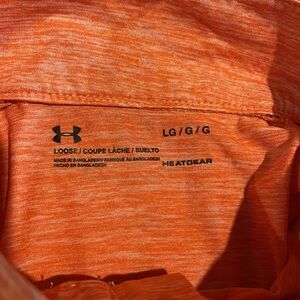 LG / G / G
LOOSE / COUPE LÂCHE / SUELTO
MADE IN BANGLADESH / FABRIQUÉ AU BANGLADESH
HECHO EN BANGLADESH
HEATGEAR